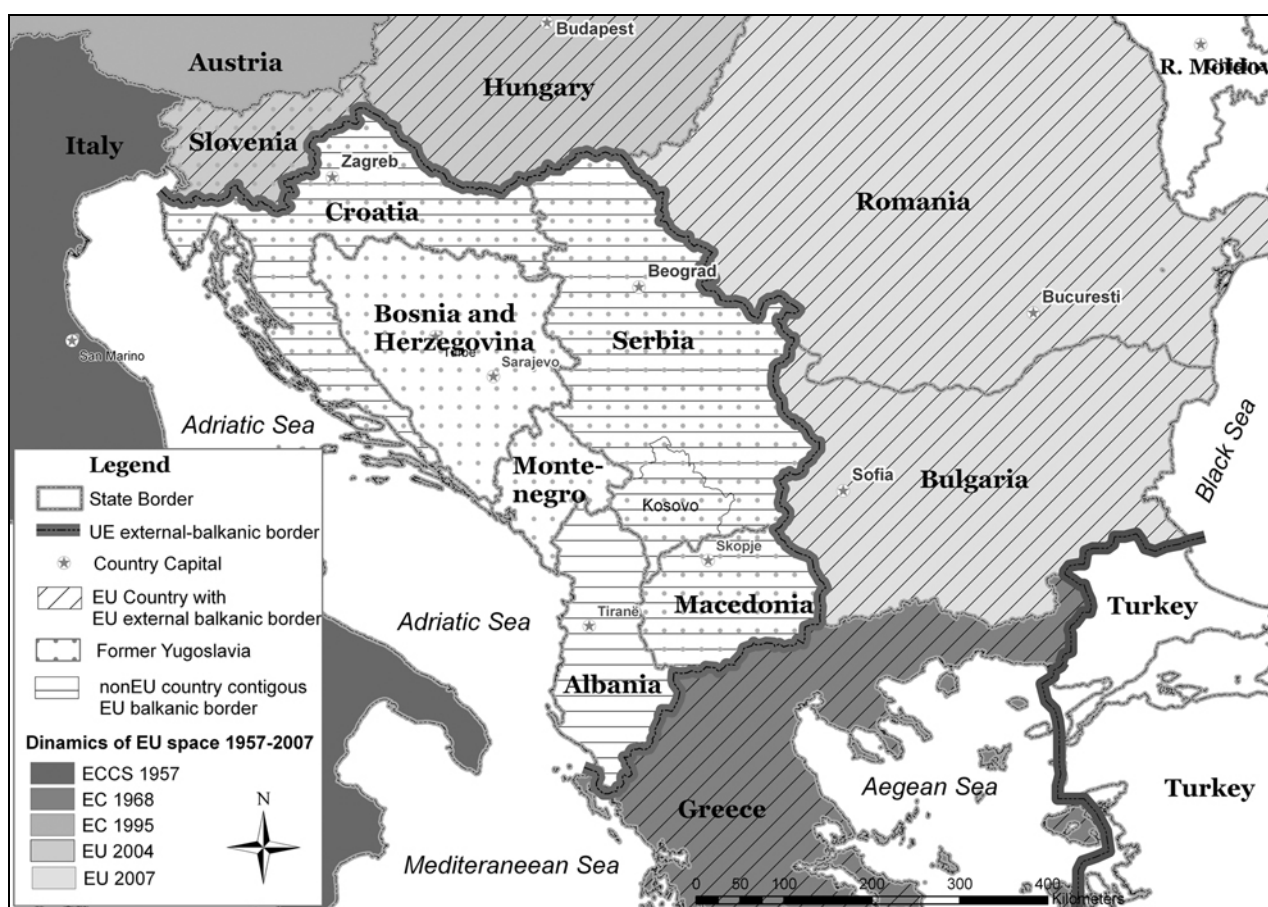 Budapest
Austria
R. Moldov
Hungary
Slovenia
Italy
Zagreb
Croatia
Romania
Beograd
Bucuresti
Bosnia and
Herzegovina
Serbia
San Marino
Sarajevo
Adriatic Sea
Black Sea
Monte-
negro
Sofia
Bulgaria
Kosovo
Skopje
Macedonia
Turkey
Adriatic Sea
Tiranë
Albania
Aegean Sea
Turkey
Greece
Mediteraneean Sea
Legend
State Border
UE external-balkanic border
Country Capital
EU Country with
EU external balkanic border
Former Yugoslavia
nonEU country contigous
EU balkanic border
Dinamics of EU space 1957-2007
ECCS 1957
EC 1968
EC 1995
EU 2004
EU 2007
N
0 50 100 200 300 400
Kilometers